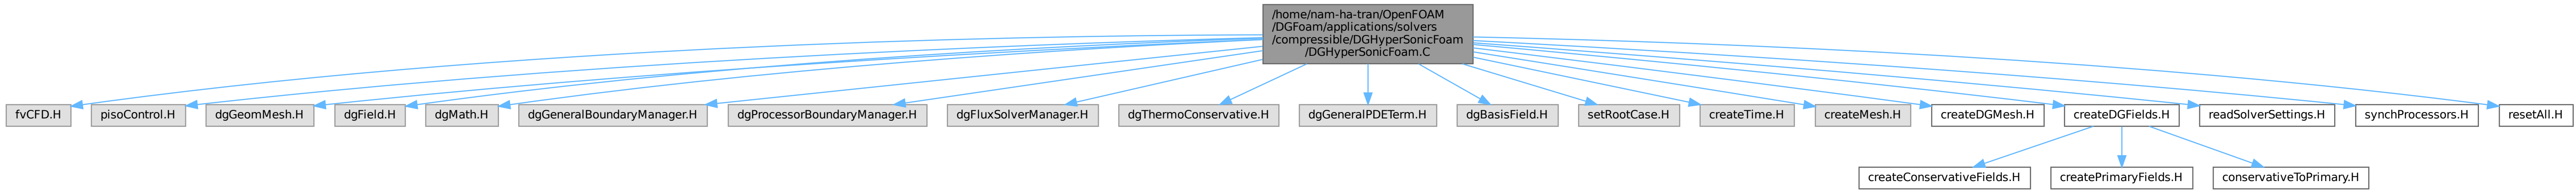 /home/nam-ha-tran/OpenFOAM
/DGFoam/applications/solvers
/compressible/DGHyperSonicFoam
/DGHyperSonicFoam.C
fvCFD.H
pisoControl.H
dgGeomMesh.H
dgField.H
dgMath.H
dgGeneralBoundaryManager.H
dgProcessorBoundaryManager.H
dgFluxSolverManager.H
dgThermoConservative.H
dgGeneralPDETerm.H
dgBasisField.H
setRootCase.H
createTime.H
createMesh.H
createDGMesh.H
createDGFields.H
readSolverSettings.H
synchProcessors.H
resetAll.H
createConservativeFields.H
createPrimaryFields.H
conservativeToPrimary.H